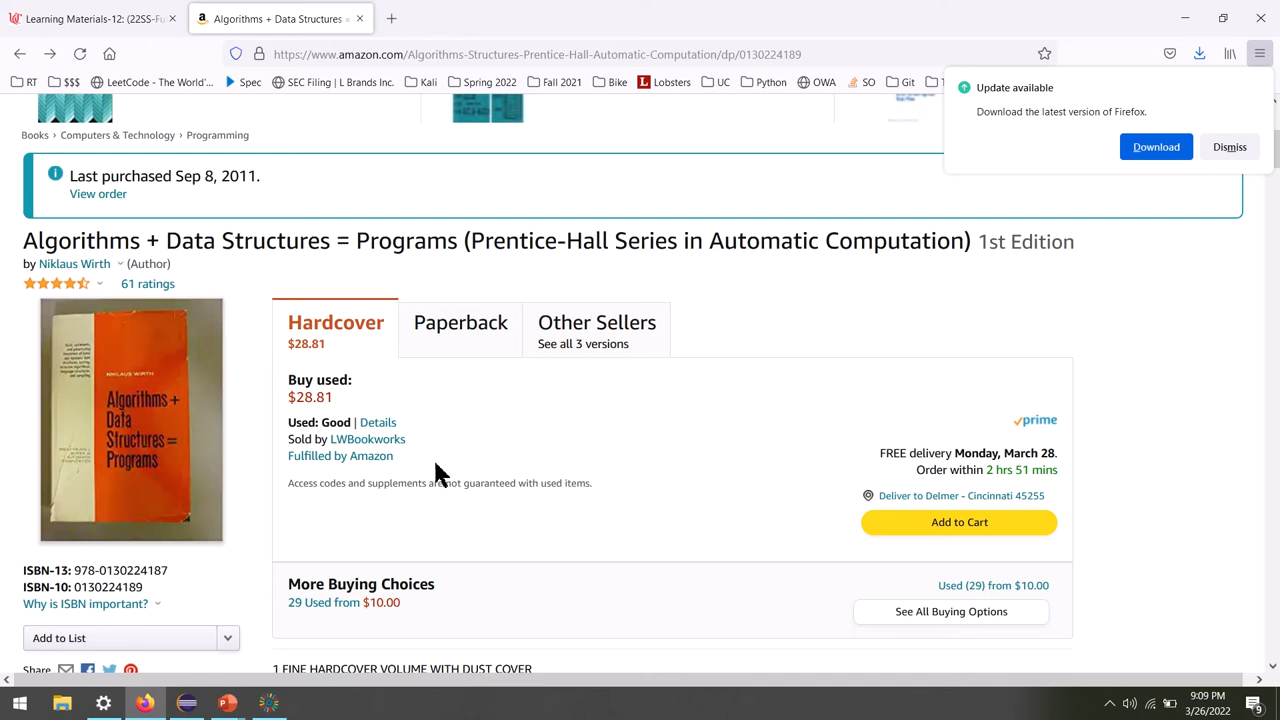 Learning Materials-12: (22SS-Fu
Algorithms + Data Structures =
https://www.amazon.com/Algorithms-Structures-Prentice-Hall-Automatic-Computation/dp/0130224189
RT
$$$
LeetCode - The World'...
Spec
SEC Filing | L Brands Inc.
Kali
Spring 2022
Fall 2021
Bike
Lobsters
UC
Python
OWA
SO
Git
Update available
Download the latest version of Firefox.
Download
Dismiss
Books › Computers & Technology › Programming
Last purchased Sep 8, 2011.
View order
Algorithms + Data Structures = Programs (Prentice-Hall Series in Automatic Computation) 1st Edition
by Niklaus Wirth (Author)
61 ratings
NIKLAUS WIRTH
Algorithms +
Data
Structures =
Programs
Hardcover
$28.81
Paperback
Other Sellers
See all 3 versions
Buy used:
$28.81
Used: Good | Details
Sold by LWBookworks
Fulfilled by Amazon
Access codes and supplements are not guaranteed with used items.
prime
FREE delivery Monday, March 28.
Order within 2 hrs 51 mins
Deliver to Delmer - Cincinnati 45255
Add to Cart
More Buying Choices
29 Used from $10.00
Used (29) from $10.00
See All Buying Options
ISBN-13: 978-0130224187
ISBN-10: 0130224189
Why is ISBN important?
Add to List
Share
1 FINE HARDCOVER VOLUME WITH DUST COVER
9:09 PM
3/26/2022
9